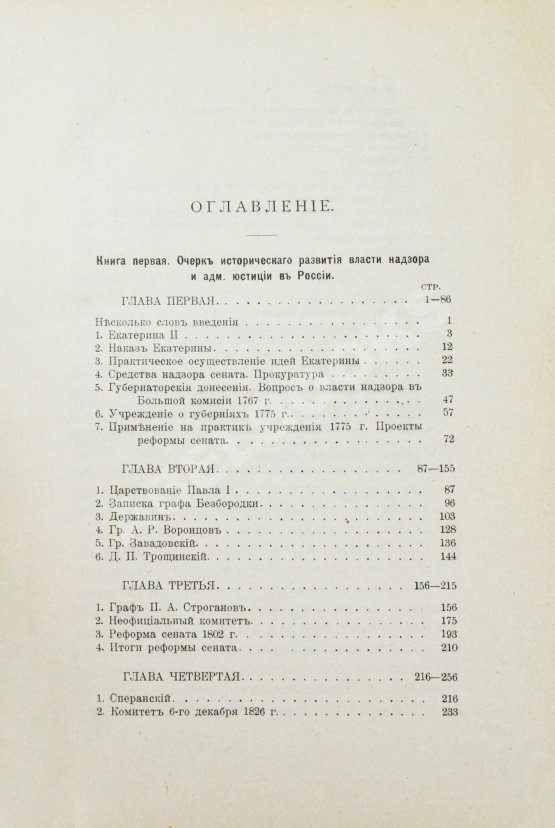 ОГЛАВЛЕНІЕ.
Книга первая. Очеркъ историческаго развитія власти надзора
и адм. юстиціи въ Россіи.
СТР.
ГЛАВА ПЕРВАЯ. 1—86
Нѣсколько словъ введенія 1
1. Екатерина II 3
2. Наказъ Екатерины. 12
3. Практическое осуществленіе идей Екатерины 22
4. Средства надзора сената. Прокуратура 33
5. Губернаторскія донесенія. Вопросъ о власти надзора въ
Большой комисіи 1767 г. 47
6. Учрежденіе о губерніяхъ 1775 г. 57
7. Примѣненіе на практикѣ учрежденія 1775 г. Проекты
реформы сената. 72
ГЛАВА ВТОРАЯ. 87—155
1. Царствованіе Павла I 87
2. Записка графа Безбородки. 96
3. Державинъ. 103
4. Гр. А. Р. Воронцовъ 128
5. Гр. Завадовскій. 136
6. Д. П. Трощинскій. 144
ГЛАВА ТРЕТЬЯ. 156—215
1. Графъ П. А. Строгановъ. 156
2. Неофиціальный комитетъ. 175
3. Реформа сената 1802 г. 193
4. Итоги реформы сената. 210
ГЛАВА ЧЕТВЕРТАЯ. 216—256
1. Сперанскій. 216
2. Комитетъ 6-го декабря 1826 г. 233